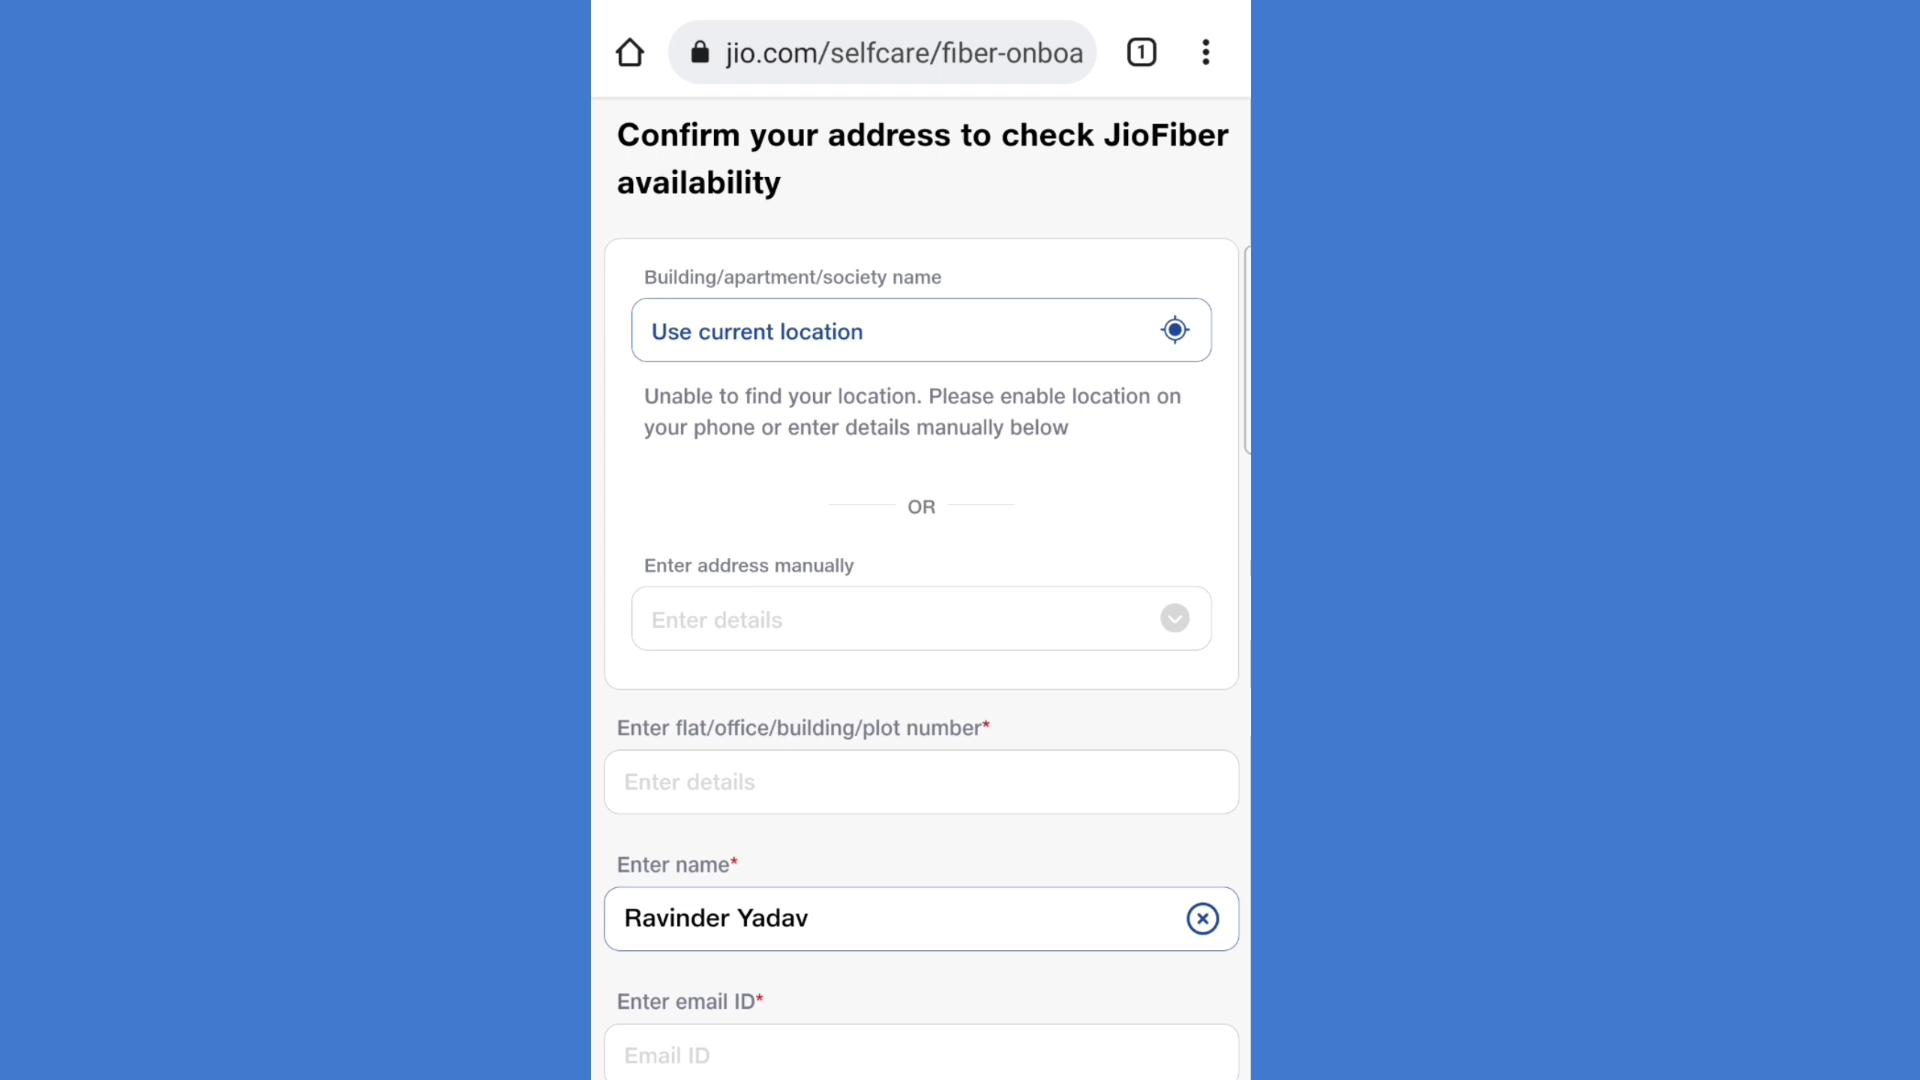 jio.com/selfcare/fiber-onboa
1
Confirm your address to check JioFiber
availability
Building/apartment/society name
Use current location
Unable to find your location. Please enable location on
your phone or enter details manually below
OR
Enter address manually
Enter details
Enter flat/office/building/plot number*
Enter details
Enter name*
Ravinder Yadav
Enter email ID*
Email ID